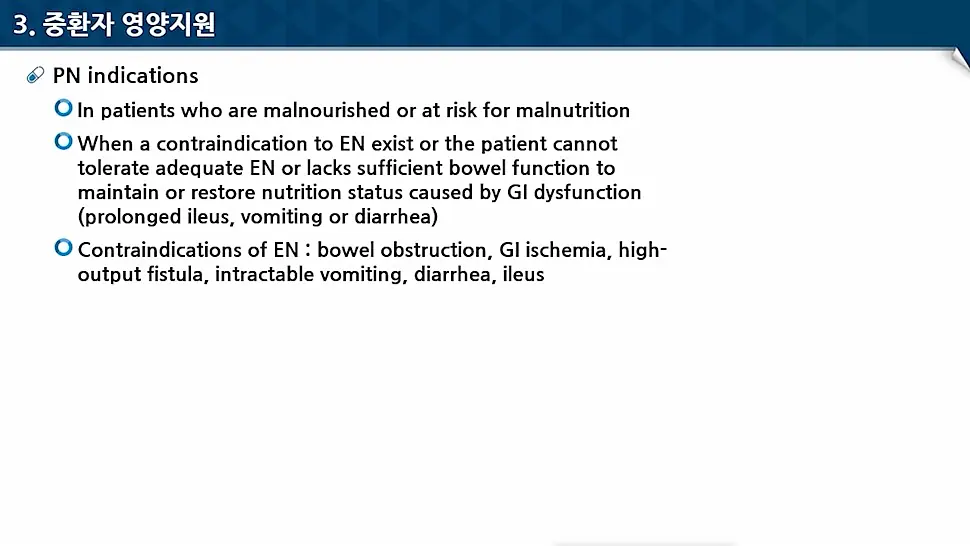 3. 중환자 영양지원
PN indications
In patients who are malnourished or at risk for malnutrition
When a contraindication to EN exist or the patient cannot
tolerate adequate EN or lacks sufficient bowel function to
maintain or restore nutrition status caused by GI dysfunction
(prolonged ileus, vomiting or diarrhea)
Contraindications of EN : bowel obstruction, GI ischemia, high-
output fistula, intractable vomiting, diarrhea, ileus